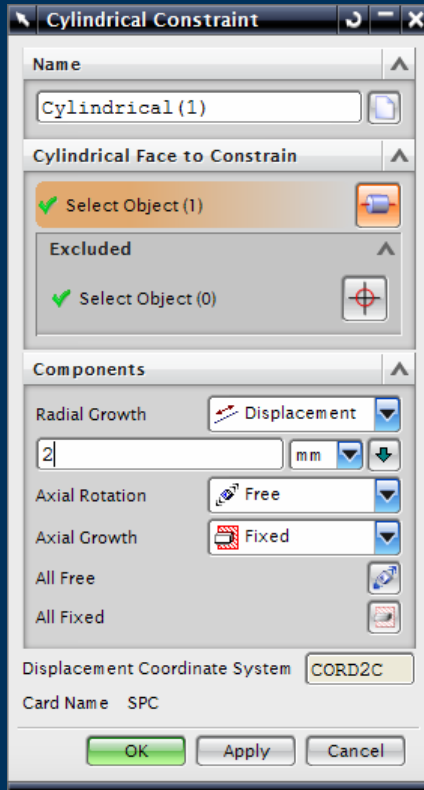 Cylindrical Constraint
Name
Cylindrical(1)
Cylindrical Face to Constrain
Select Object (1)
Excluded
Select Object (0)
Components
Radial Growth Displacement
2 mm
Axial Rotation Free
Axial Growth Fixed
All Free
All Fixed
Displacement Coordinate System CORD2C
Card Name SPC
OK Apply Cancel